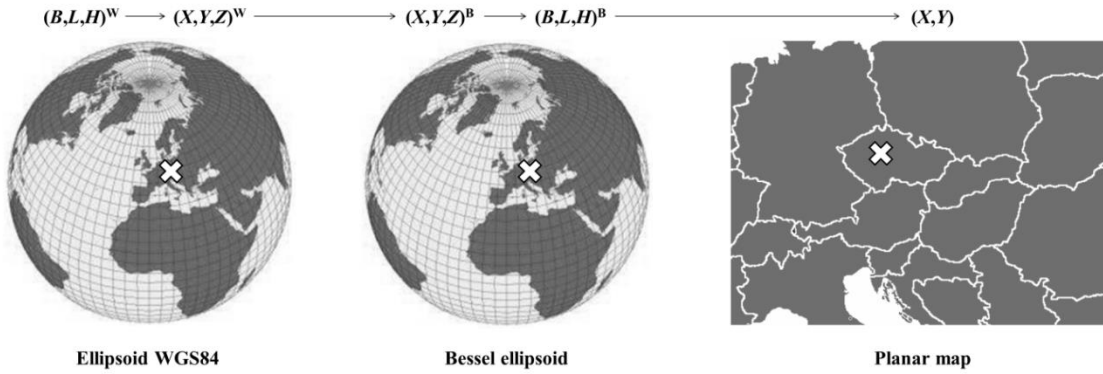 (B,L,H)ᵂ → (X,Y,Z)ᵂ → (X,Y,Z)ᴮ → (B,L,H)ᴮ → (X,Y)
Ellipsoid WGS84 Bessel ellipsoid Planar map